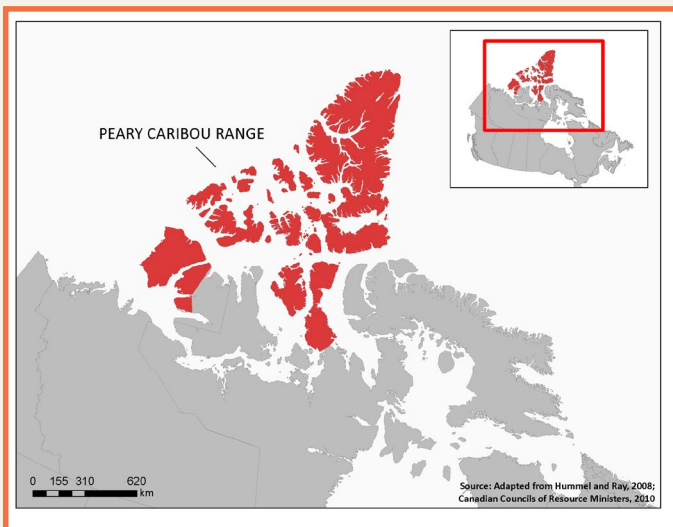 PEARY CARIBOU RANGE
0 155 310 620
km
Source: Adapted from Hummel and Ray, 2008;
Canadian Councils of Resource Ministers, 2010